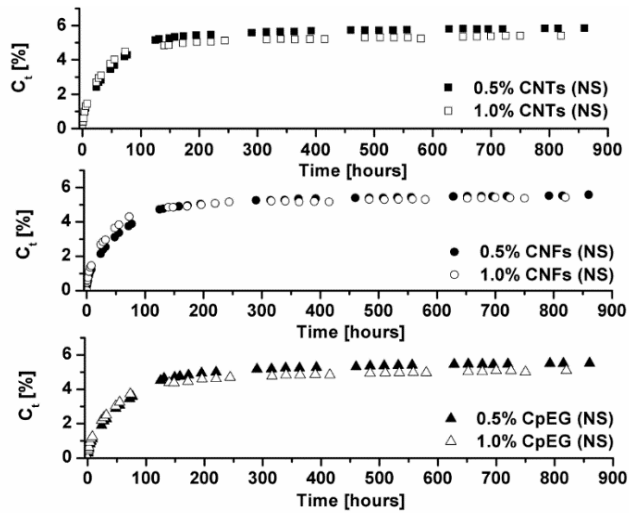 6
4
2
0
Cₜ [%]
■ 0.5% CNTs (NS)
□ 1.0% CNTs (NS)
0 100 200 300 400 500 600 700 800 900
Time [hours]
6
4
2
0
Cₜ [%]
● 0.5% CNFs (NS)
○ 1.0% CNFs (NS)
0 100 200 300 400 500 600 700 800 900
Time [hours]
6
4
2
0
Cₜ [%]
▲ 0.5% CpEG (NS)
△ 1.0% CpEG (NS)
0 100 200 300 400 500 600 700 800 900
Time [hours]